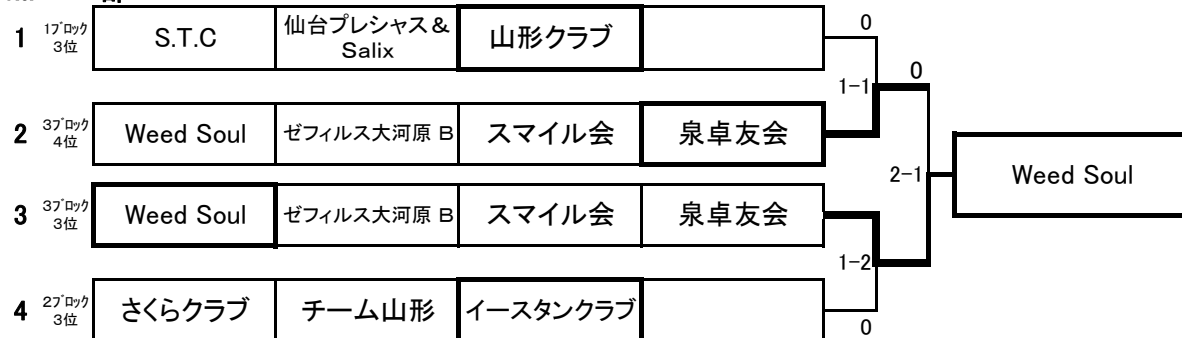 0
1 1ブロック 3位 S.T.C 仙台プレシャス& Salix 山形クラブ
0
1-1
2 3ブロック 4位 Weed Soul ゼフィルス大河原 B スマイル会 泉卓友会
2-1 Weed Soul
3 3ブロック 3位 Weed Soul ゼフィルス大河原 B スマイル会 泉卓友会
1-2
4 2ブロック 3位 さくらクラブ チーム山形 イースタンクラブ
0